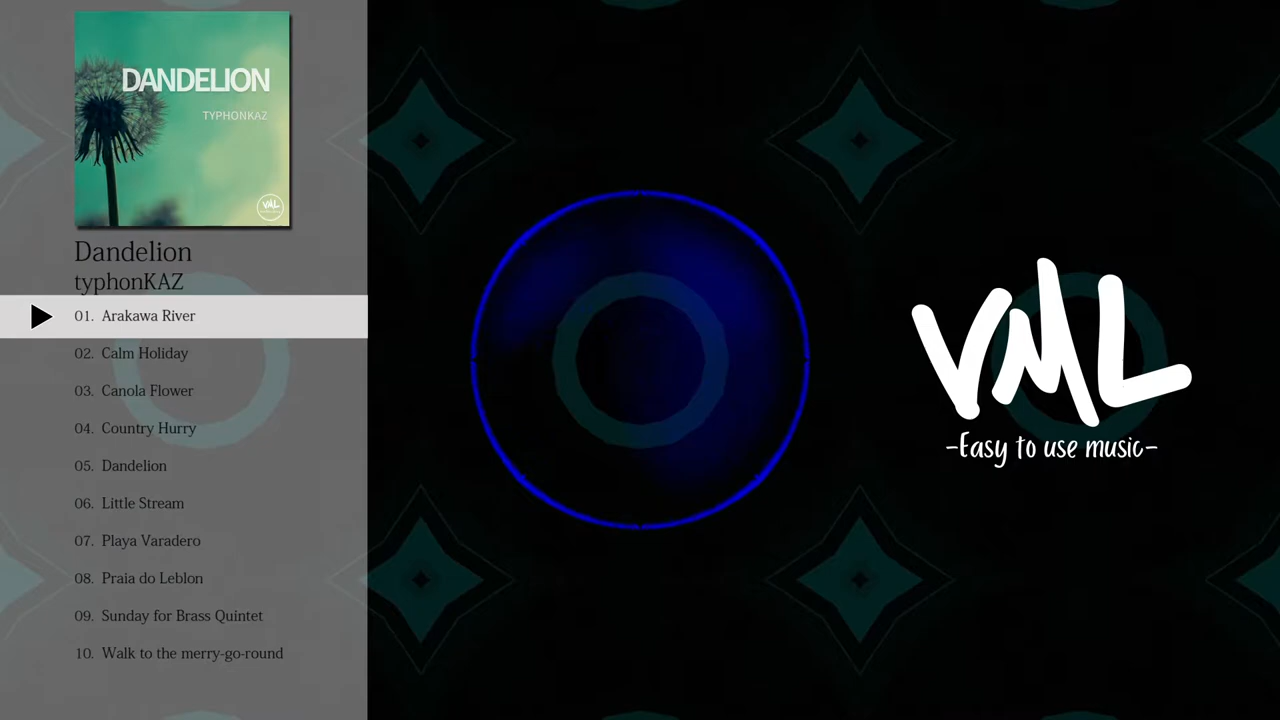 DANDELION
TYPHONKAZ
VML
Dandelion
typhonKAZ
01. Arakawa River
02. Calm Holiday
03. Canola Flower
04. Country Hurry
05. Dandelion
06. Little Stream
07. Playa Varadero
08. Praia do Leblon
09. Sunday for Brass Quintet
10. Walk to the merry-go-round
VML
-Easy to use music-